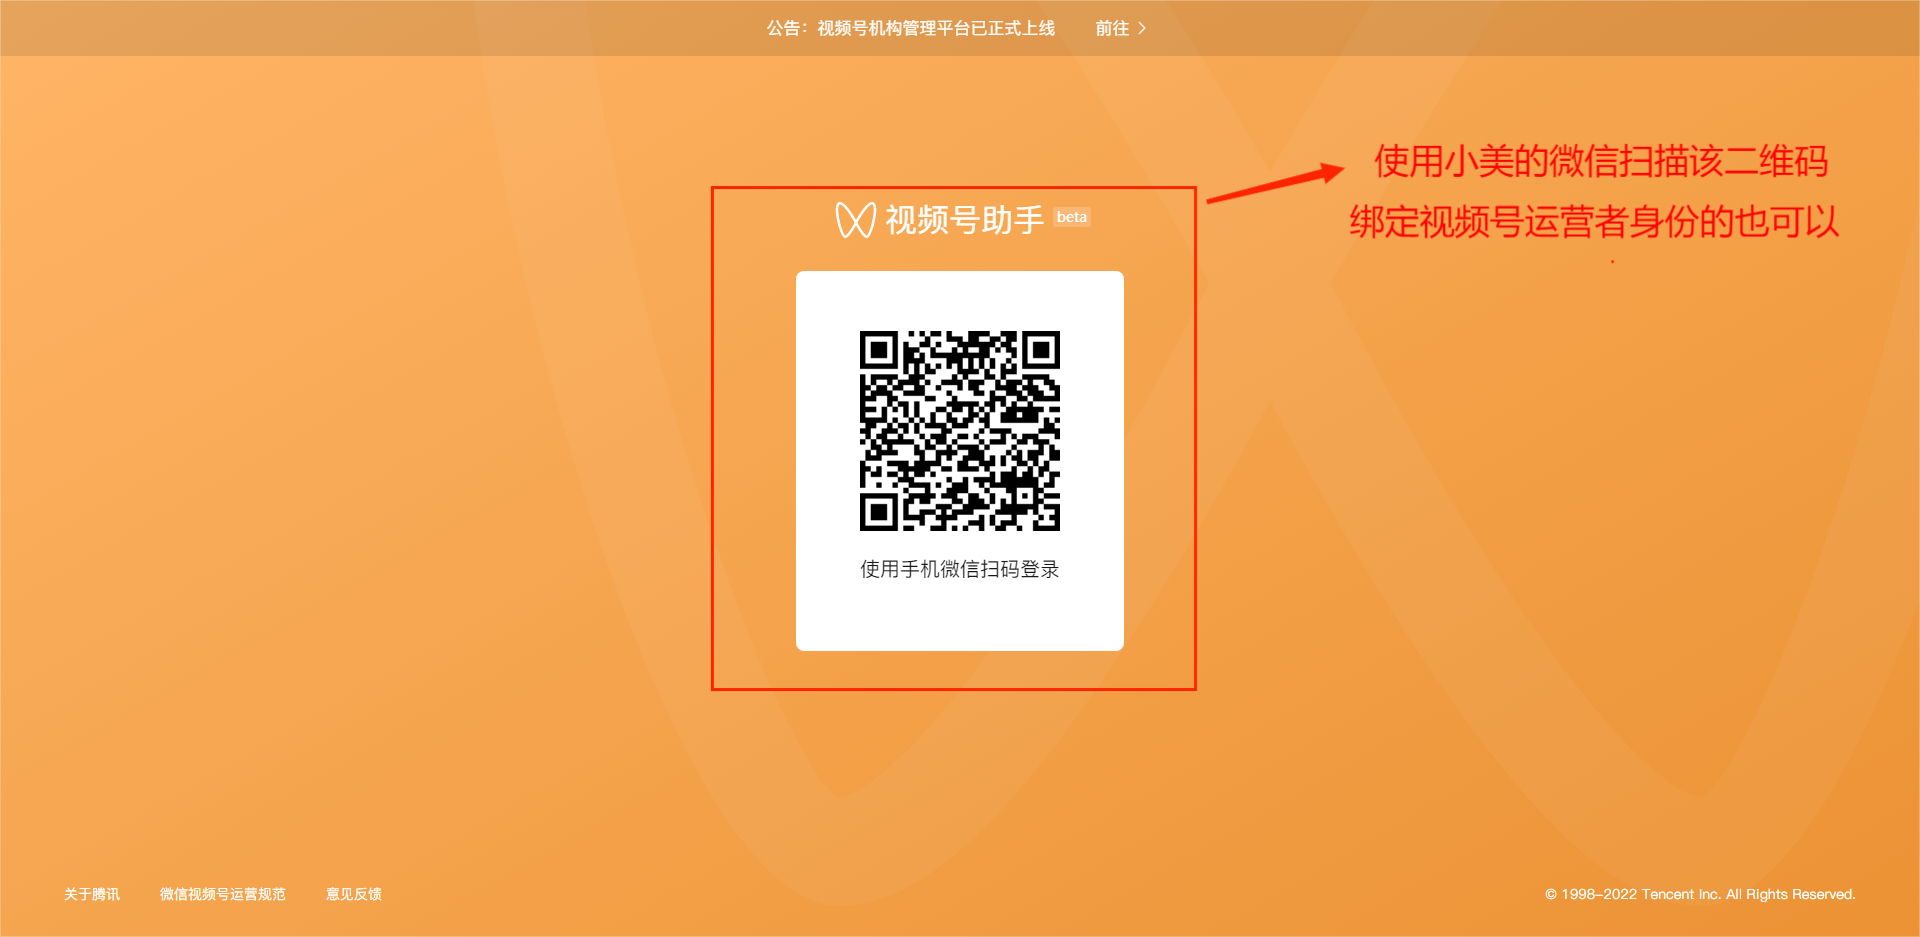 公告：视频号机构管理平台已正式上线 前往
使用小美的微信扫描该二维码
绑定视频号运营者身份的也可以
视频号助手 beta
使用手机微信扫码登录
关于腾讯 微信视频号运营规范 意见反馈
© 1998-2022 Tencent Inc. All Rights Reserved.